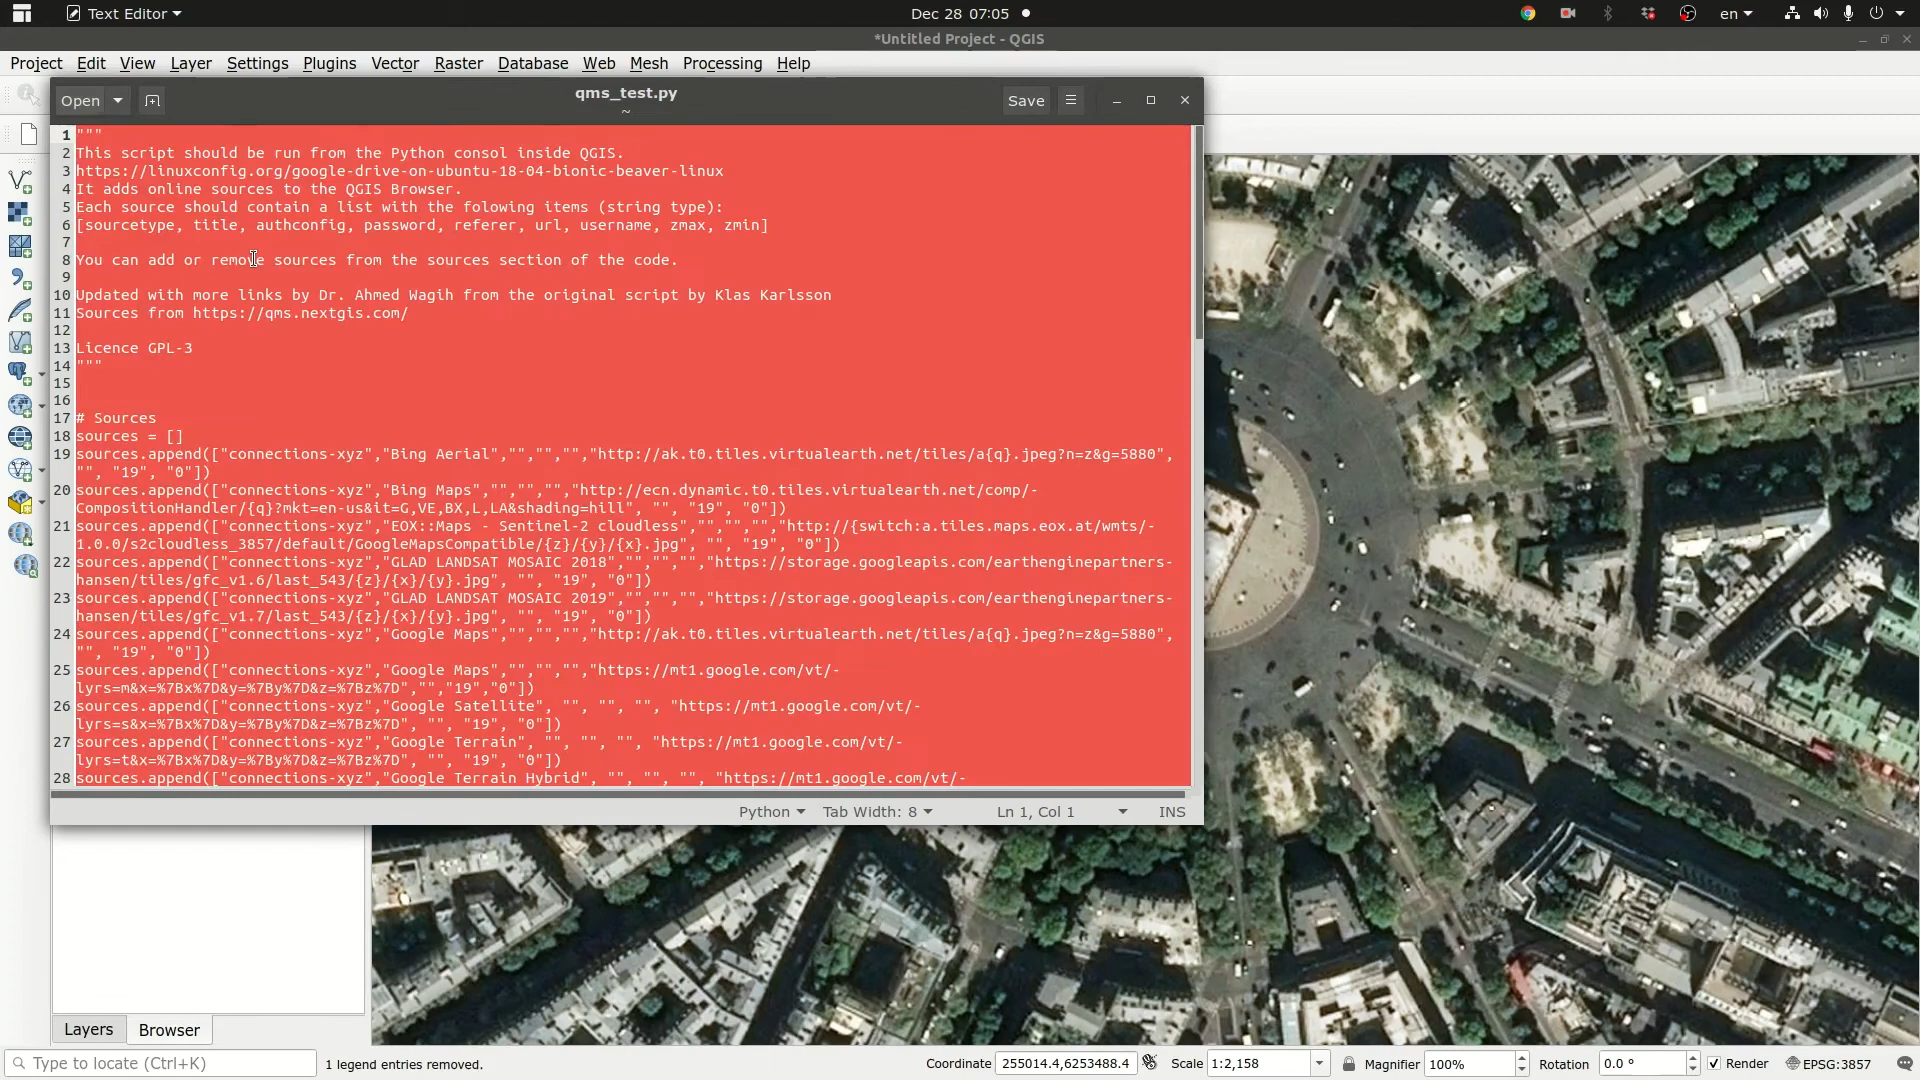 Text Editor
Dec 28 07:05
en
*Untitled Project - QGIS
Project Edit View Layer Settings Plugins Vector Raster Database Web Mesh Processing Help
Open
qms_test.py
~
Save
1 """
2 This script should be run from the Python consol inside QGIS.
3 https://linuxconfig.org/google-drive-on-ubuntu-18-04-bionic-beaver-linux
4 It adds online sources to the QGIS Browser.
5 Each source should contain a list with the folowing items (string type):
6 [sourcetype, title, authconfig, password, referer, url, username, zmax, zmin]
7
8 You can add or remove sources from the sources section of the code.
9
10 Updated with more links by Dr. Ahmed Wagih from the original script by Klas Karlsson
11 Sources from https://qms.nextgis.com/
12
13 Licence GPL-3
14 """
15
16
17 # Sources
18 sources = []
19 sources.append(["connections-xyz","Bing Aerial","","","","http://ak.t0.tiles.virtualearth.net/tiles/a{q}.jpeg?n=z&g=5880",
"", "19", "0"])
20 sources.append(["connections-xyz","Bing Maps","","","","http://ecn.dynamic.t0.tiles.virtualearth.net/comp/-
CompositionHandler/{q}?mkt=en-us&it=G,VE,BX,L,LA&shading=hill", "", "19", "0"])
21 sources.append(["connections-xyz","EOX::Maps - Sentinel-2 cloudless","","","","http://{switch:a.tiles.maps.eox.at/wmts/-
1.0.0/s2cloudless_3857/default/GoogleMapsCompatible/{z}/{y}/{x}.jpg", "", "19", "0"])
22 sources.append(["connections-xyz","GLAD LANDSAT MOSAIC 2018","","","","https://storage.googleapis.com/earthenginepartners-
hansen/tiles/gfc_v1.6/last_543/{z}/{x}/{y}.jpg", "", "19", "0"])
23 sources.append(["connections-xyz","GLAD LANDSAT MOSAIC 2019","","","","https://storage.googleapis.com/earthenginepartners-
hansen/tiles/gfc_v1.7/last_543/{z}/{x}/{y}.jpg", "", "19", "0"])
24 sources.append(["connections-xyz","Google Maps","","","","http://ak.t0.tiles.virtualearth.net/tiles/a{q}.jpeg?n=z&g=5880",
"", "19", "0"])
25 sources.append(["connections-xyz","Google Maps","","","","https://mt1.google.com/vt/-
lyrs=m&x=%7Bx%7D&y=%7By%7D&z=%7Bz%7D","","19","0"])
26 sources.append(["connections-xyz","Google Satellite", "", "", "", "https://mt1.google.com/vt/-
lyrs=s&x=%7Bx%7D&y=%7By%7D&z=%7Bz%7D", "", "19", "0"])
27 sources.append(["connections-xyz","Google Terrain", "", "", "", "https://mt1.google.com/vt/-
lyrs=t&x=%7Bx%7D&y=%7By%7D&z=%7Bz%7D", "", "19", "0"])
28 sources.append(["connections-xyz","Google Terrain Hybrid", "", "", "", "https://mt1.google.com/vt/-
Python Tab Width: 8 Ln 1, Col 1 INS
Layers Browser
Type to locate (Ctrl+K) 1 legend entries removed. Coordinate 255014.4,6253488.4 Scale 1:2,158 Magnifier 100% Rotation 0.0 ° Render EPSG:3857